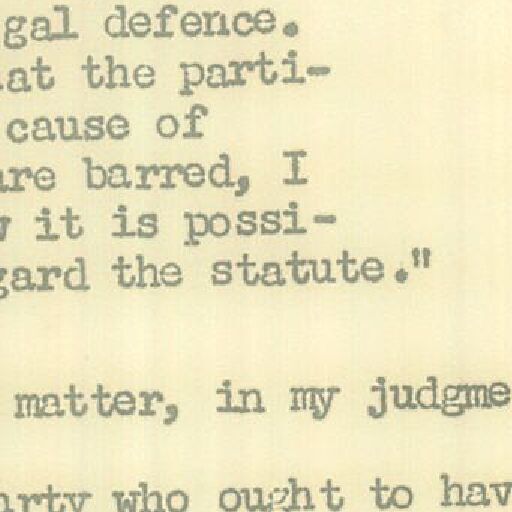 gal defence.
at the parti-
cause of
are barred, I
it is possi-
gard the statute."
matter, in my judgme
arty who ought to hav